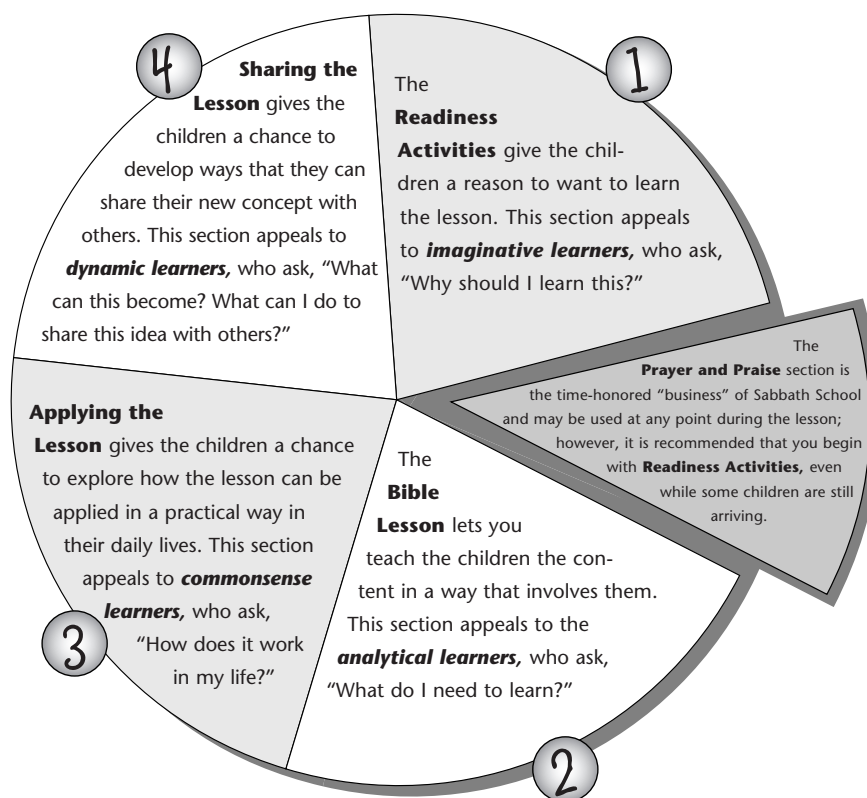 1
The
Readiness
Activities give the chil-
dren a reason to want to learn
the lesson. This section appeals
to imaginative learners, who ask,
“Why should I learn this?”
The
Prayer and Praise section is
the time-honored “business” of Sabbath School
and may be used at any point during the lesson;
however, it is recommended that you begin
with Readiness Activities, even
while some children are still
arriving.
2
The
Bible
Lesson lets you
teach the children the con-
tent in a way that involves them.
This section appeals to the
analytical learners, who ask,
“What do I need to learn?”
3
Applying the
Lesson gives the children a chance
to explore how the lesson can be
applied in a practical way in
their daily lives. This section
appeals to commonsense
learners, who ask,
“How does it work
in my life?”
4
Sharing the
Lesson gives the
children a chance to
develop ways that they can
share their new concept with
others. This section appeals to
dynamic learners, who ask, “What
can this become? What can I do to
share this idea with others?”